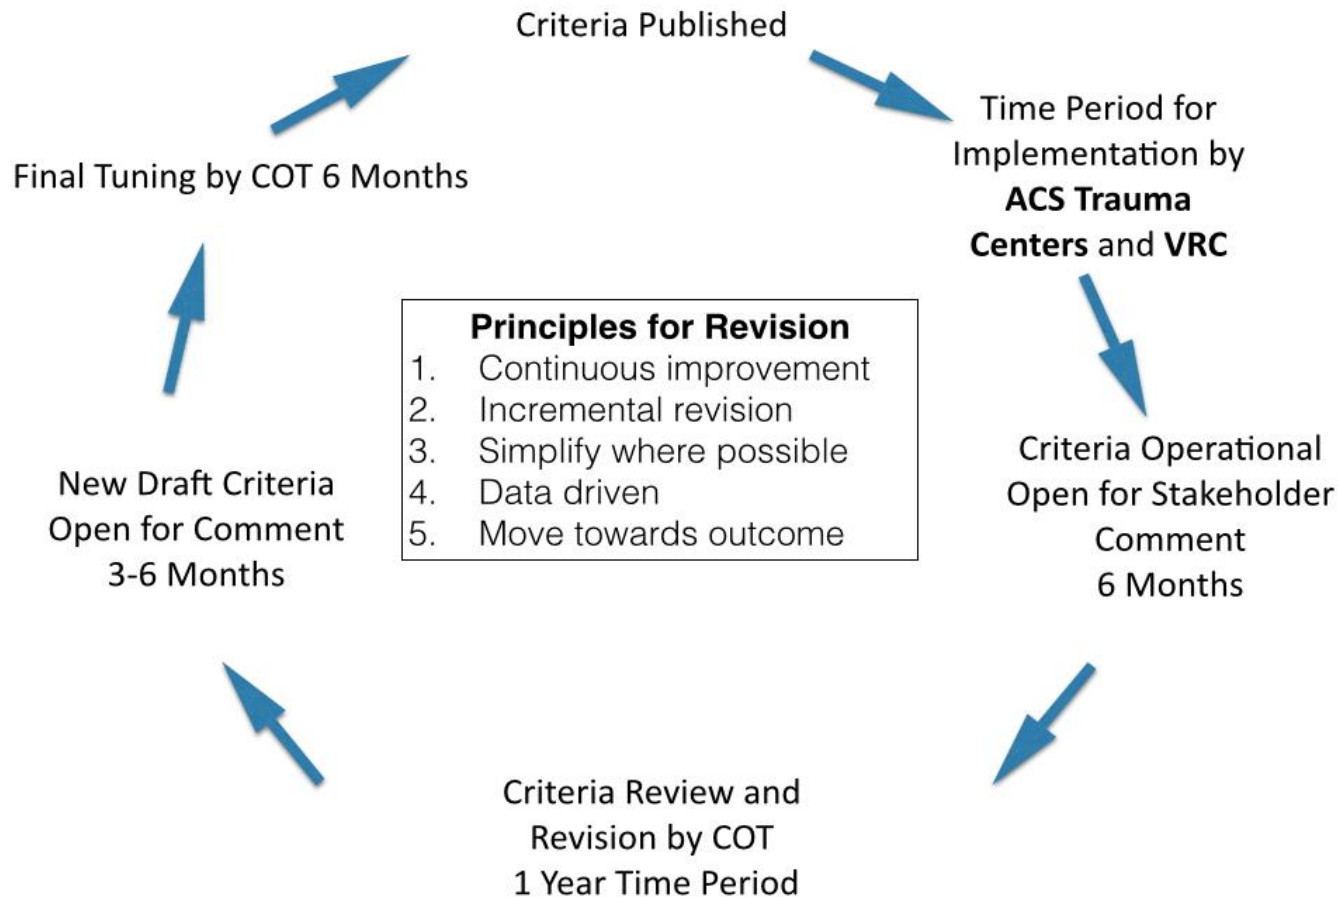 Criteria Published
Time Period for
Implementation by
ACS Trauma
Centers and VRC
Criteria Operational
Open for Stakeholder
Comment
6 Months
Criteria Review and
Revision by COT
1 Year Time Period
New Draft Criteria
Open for Comment
3-6 Months
Final Tuning by COT 6 Months
Principles for Revision
1. Continuous improvement
2. Incremental revision
3. Simplify where possible
4. Data driven
5. Move towards outcome